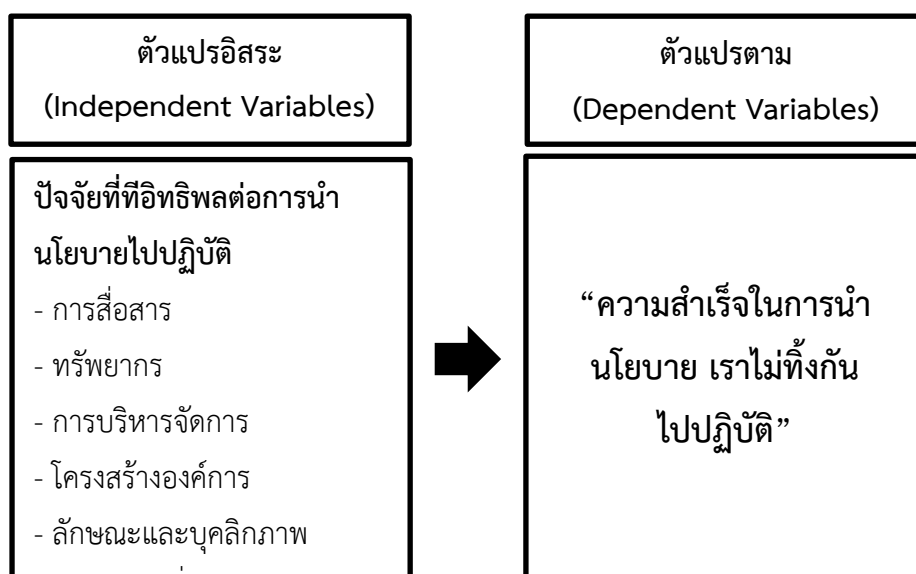 ตัวแปรอิสระ
(Independent Variables)
ตัวแปรตาม
(Dependent Variables)
ปัจจัยที่ทีอิทธิพลต่อการนำ
นโยบายไปปฏิบัติ
- การสื่อสาร
- ทรัพยากร
- การบริหารจัดการ
- โครงสร้างองค์การ
- ลักษณะและบุคลิกภาพ
“ความสำเร็จในการนำ
นโยบาย เราไม่ทิ้งกัน
ไปปฏิบัติ”